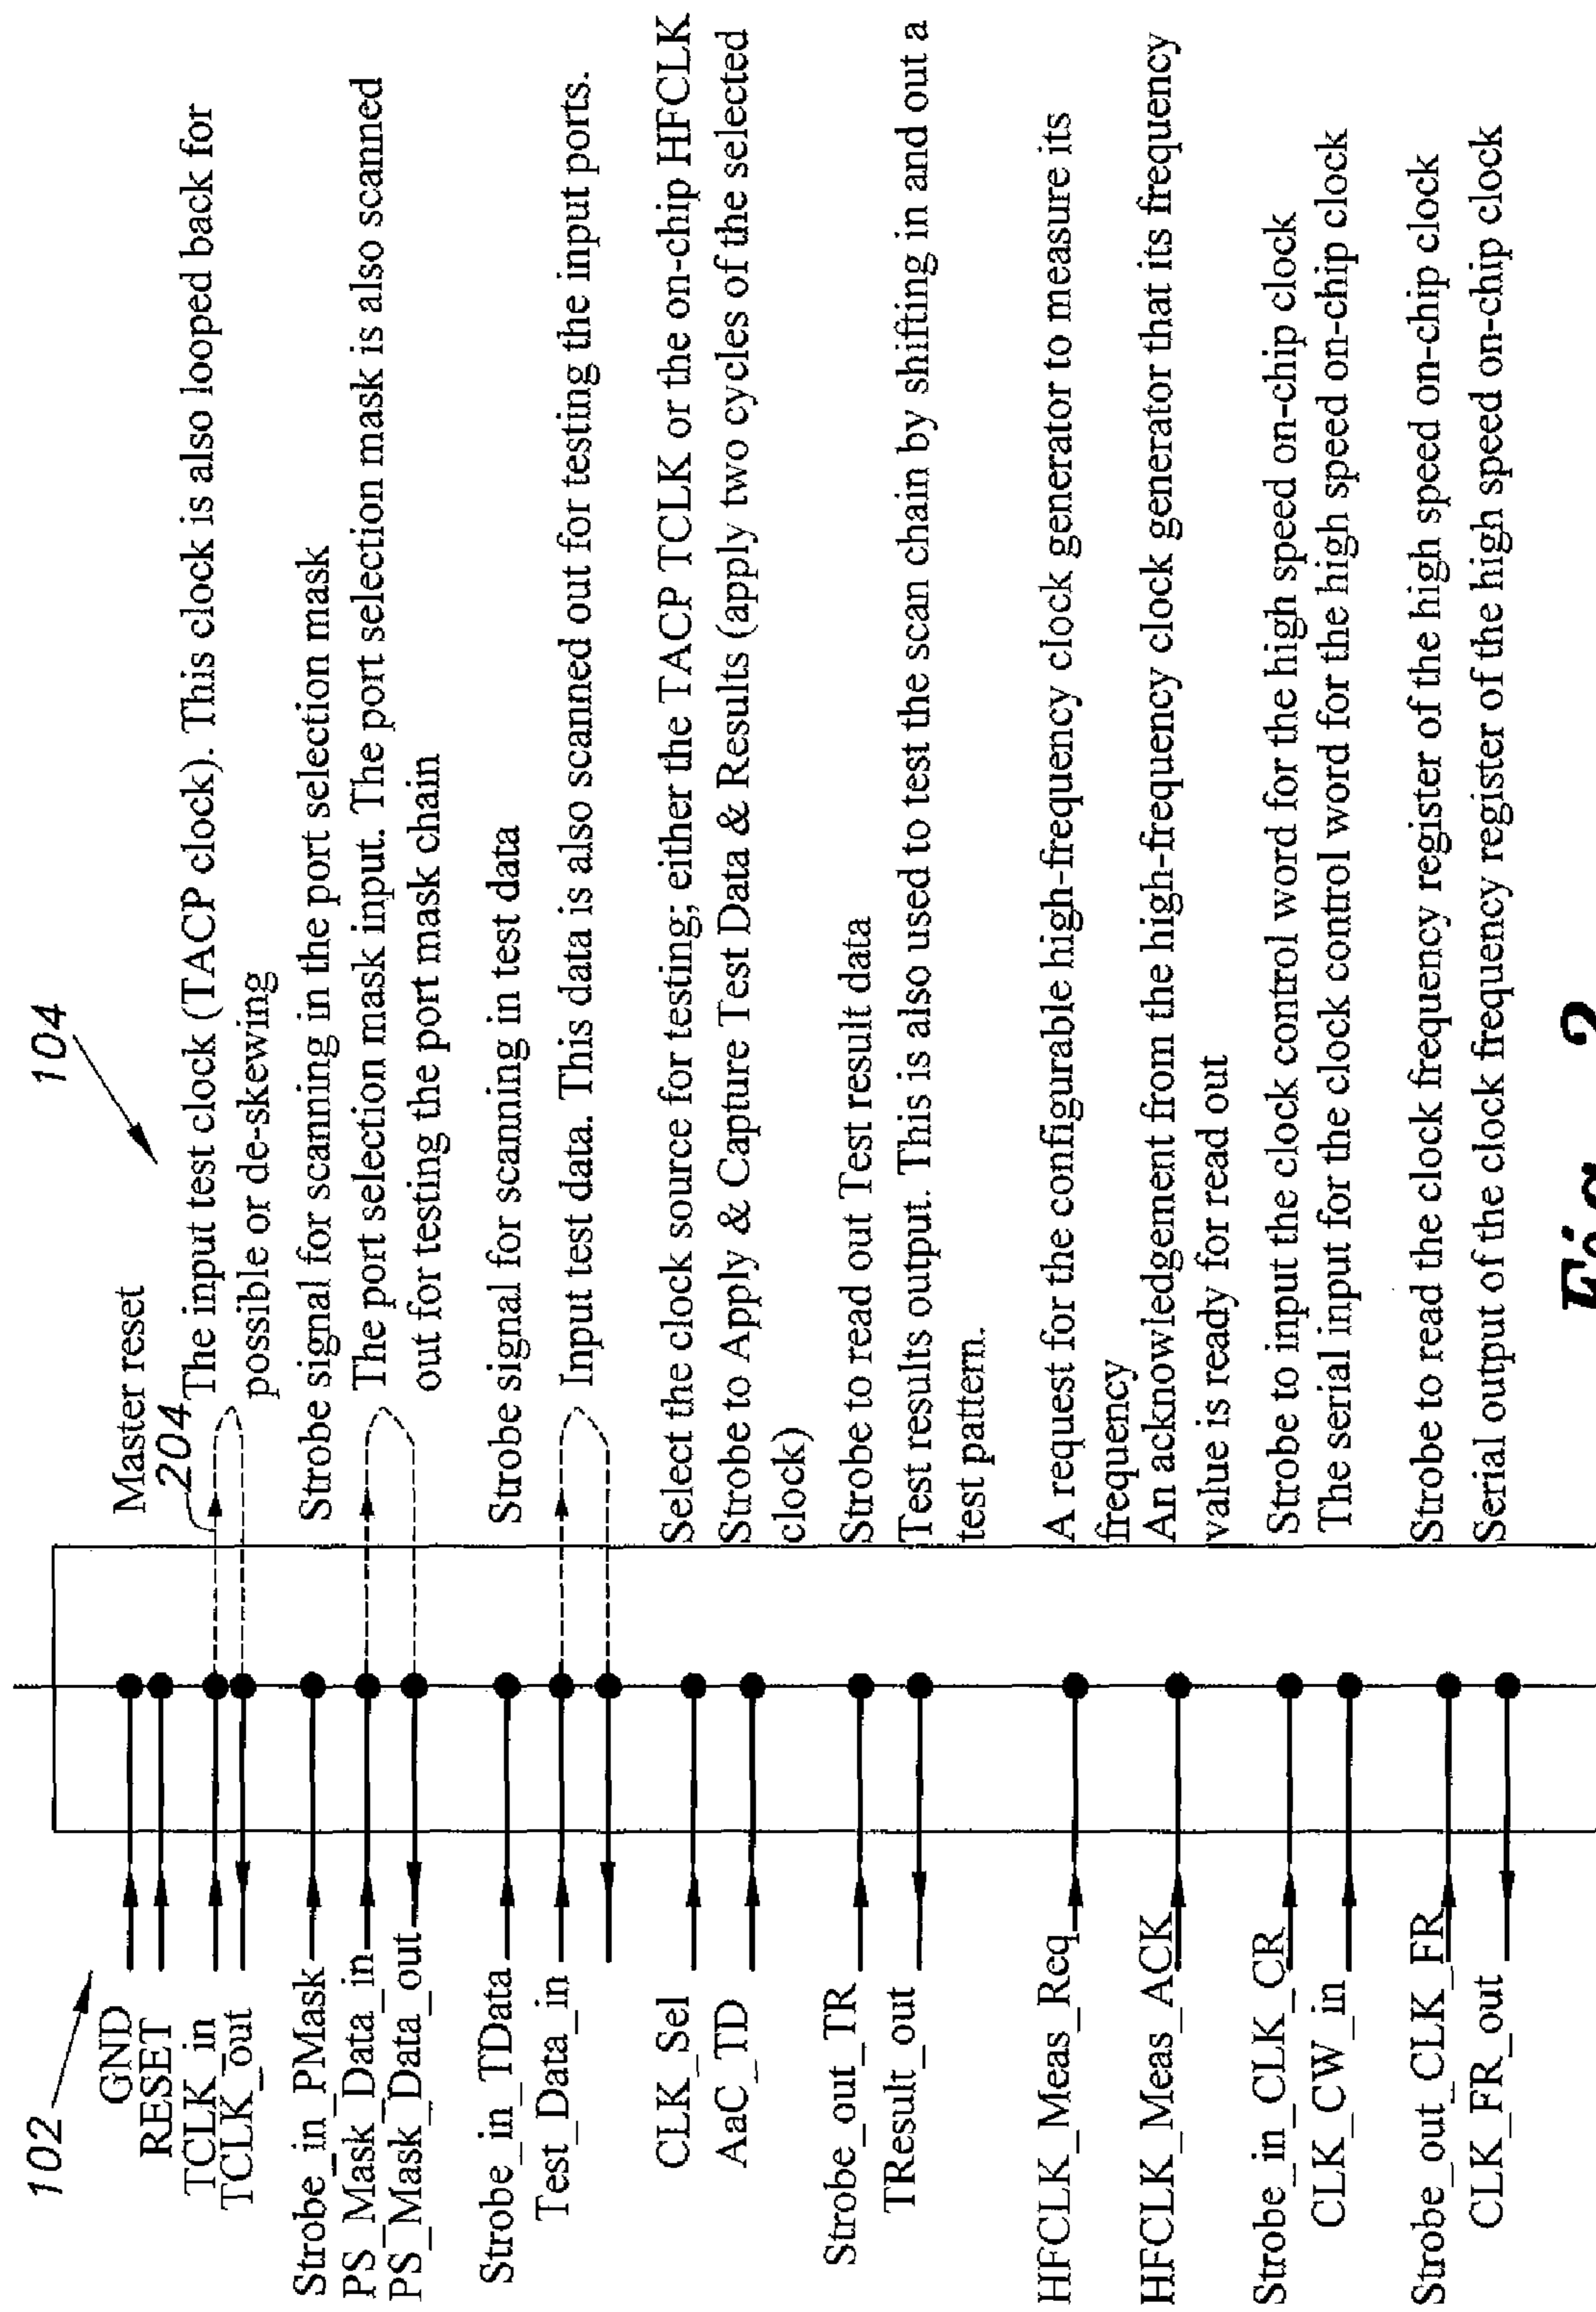 102
104
GND
RESET
Master reset
204
TCLK_in
The input test clock (TACP clock). This clock is also looped back for
TCLK_out
possible or de-skewing
Strobe_in_PMask
Strobe signal for scanning in the port selection mask
PS_Mask_Data_in
The port selection mask input. The port selection mask is also scanned
PS_Mask_Data_out
out for testing the port mask chain
Strobe_in_TData
Strobe signal for scanning in test data
Test_Data_in
Input test data. This data is also scanned out for testing the input ports.
CLK_Sel
Select the clock source for testing; either the TACP TCLK or the on-chip HFCLK
AaC_TD
Strobe to Apply & Capture Test Data & Results (apply two cycles of the selected
clock)
Strobe_out_TR
Strobe to read out Test result data
TResult_out
Test results output. This is also used to test the scan chain by shifting in and out a
test pattern.
HFCLK_Meas_Req
A request for the configurable high-frequency clock generator to measure its
frequency
HFCLK_Meas_ACK
An acknowledgement from the high-frequency clock generator that its frequency
value is ready for read out
Strobe_in_CLK_CR
Strobe to input the clock control word for the high speed on-chip clock
CLK_CW_in
The serial input for the clock control word for the high speed on-chip clock
Strobe_out_CLK_FR
Strobe to read the clock frequency register of the high speed on-chip clock
CLK_FR_out
Serial output of the clock frequency register of the high speed on-chip clock
Fig. 2